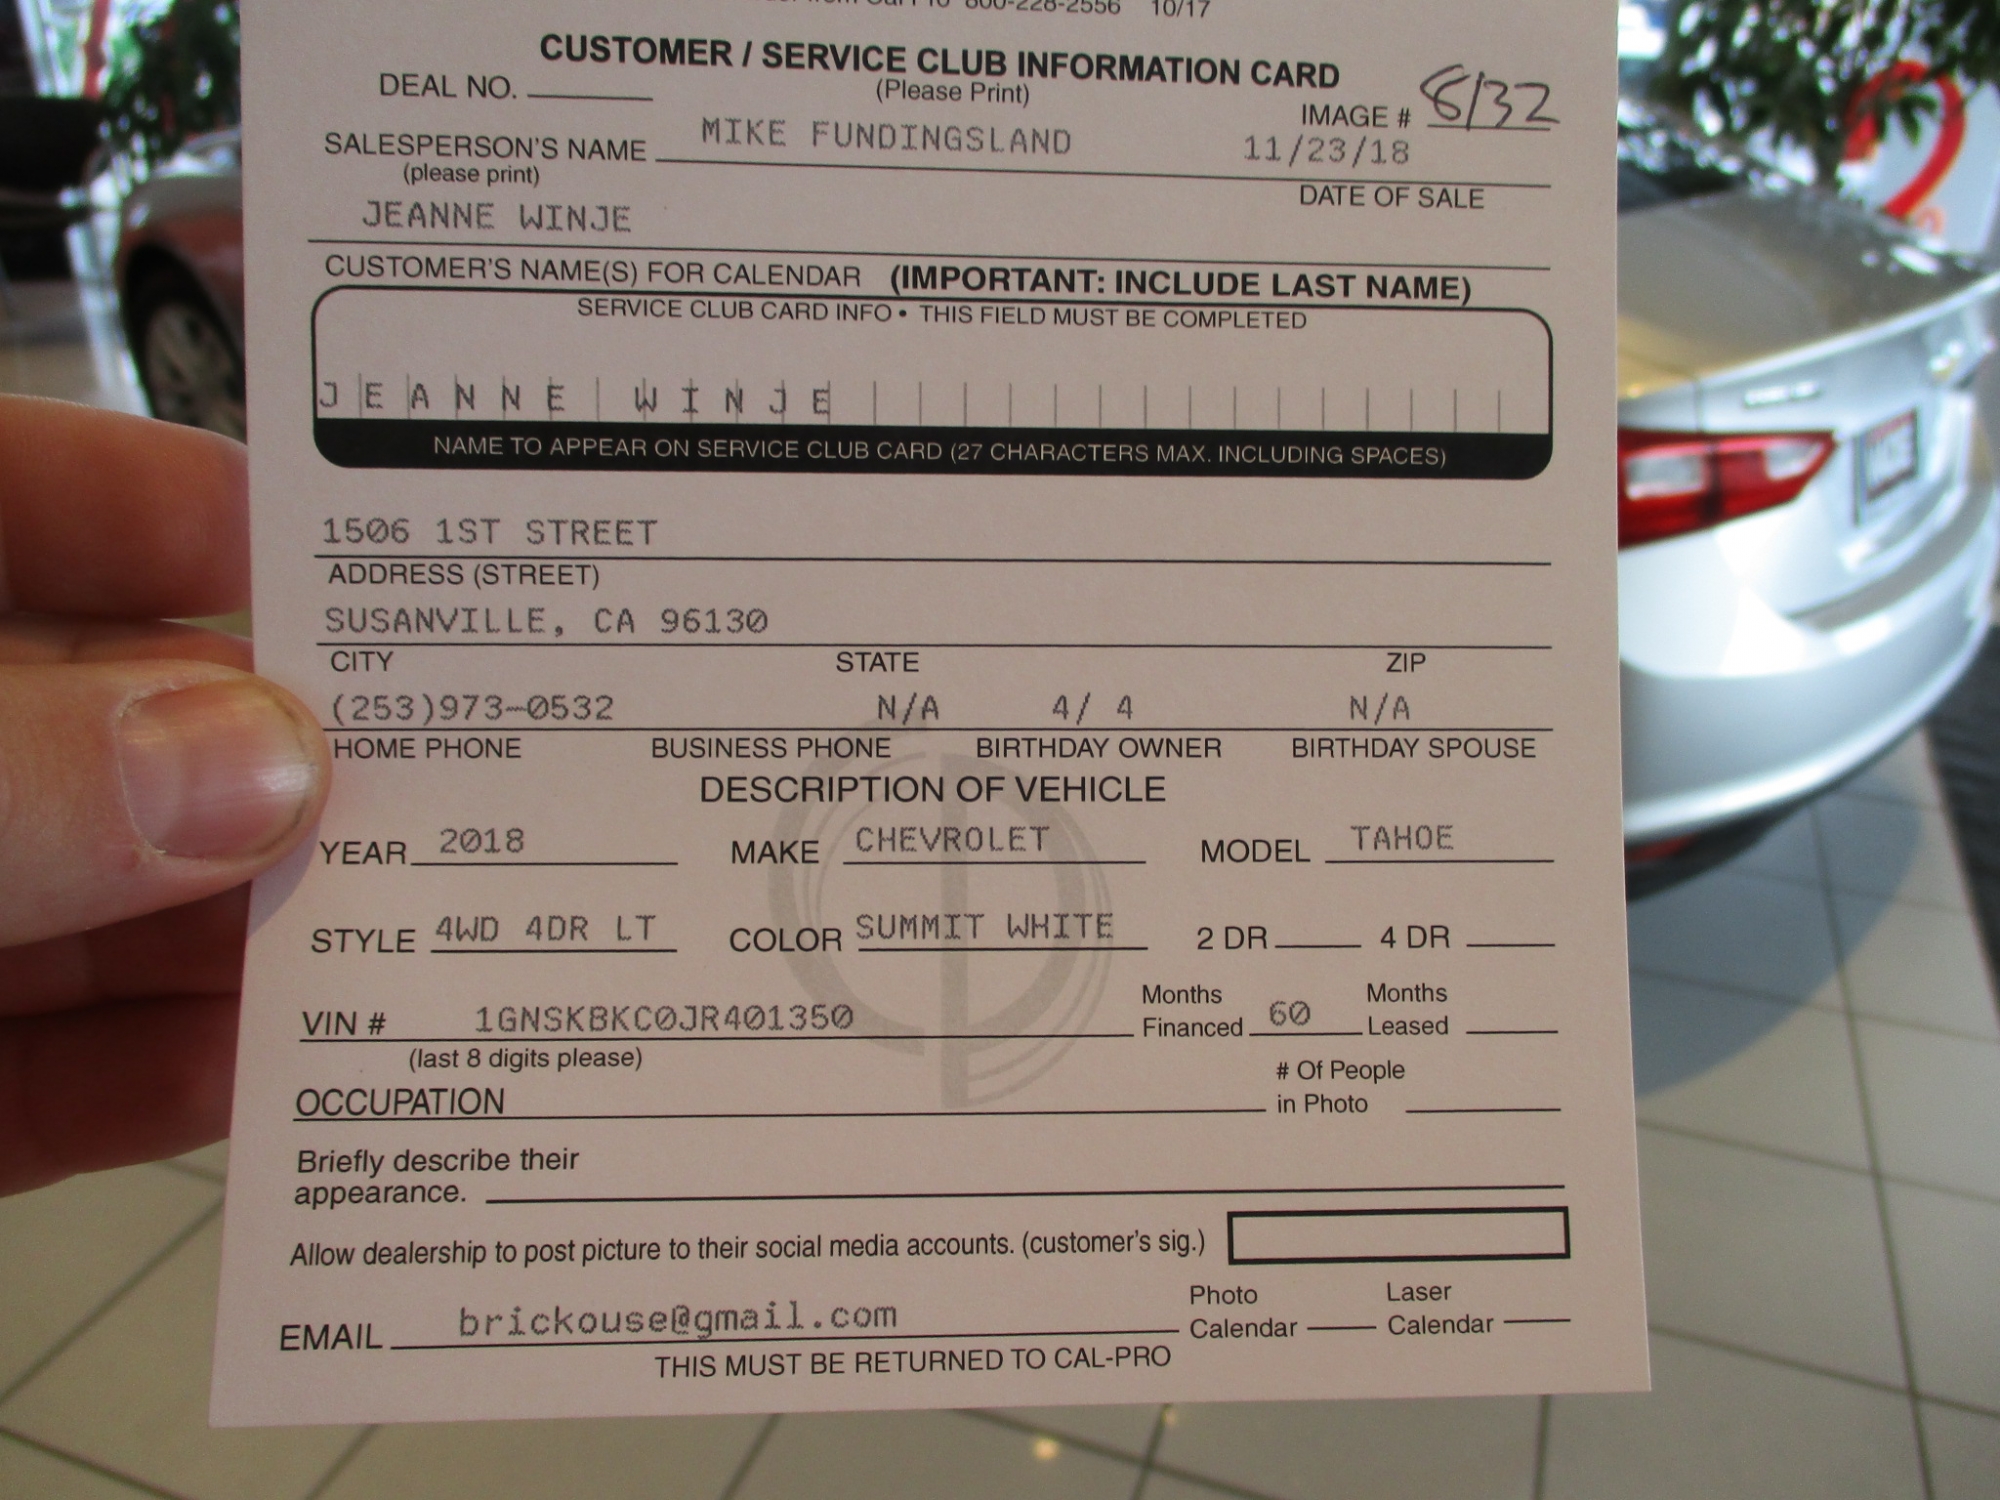 800-228-2556 10/17
CUSTOMER / SERVICE CLUB INFORMATION CARD
(Please Print)
DEAL NO.
IMAGE # 8/32
SALESPERSON'S NAME MIKE FUNDINGSLAND 11/23/18
(please print) DATE OF SALE
JEANNE WINJE
CUSTOMER'S NAME(S) FOR CALENDAR (IMPORTANT: INCLUDE LAST NAME)
SERVICE CLUB CARD INFO • THIS FIELD MUST BE COMPLETED
JEANNE WINJE
NAME TO APPEAR ON SERVICE CLUB CARD (27 CHARACTERS MAX. INCLUDING SPACES)
1506 1ST STREET
ADDRESS (STREET)
SUSANVILLE, CA 96130
CITY STATE ZIP
(253)973-0532 N/A 4/ 4 N/A
HOME PHONE BUSINESS PHONE BIRTHDAY OWNER BIRTHDAY SPOUSE
DESCRIPTION OF VEHICLE
YEAR 2018 MAKE CHEVROLET MODEL TAHOE
STYLE 4WD 4DR LT COLOR SUMMIT WHITE 2 DR 4 DR
VIN # 1GNSKBKC0JR401350 Months Financed 60 Months Leased
(last 8 digits please)
OCCUPATION # Of People in Photo
Briefly describe their
appearance.
Allow dealership to post picture to their social media accounts. (customer's sig.)
EMAIL brickouse@gmail.com Photo Calendar Laser Calendar
THIS MUST BE RETURNED TO CAL-PRO